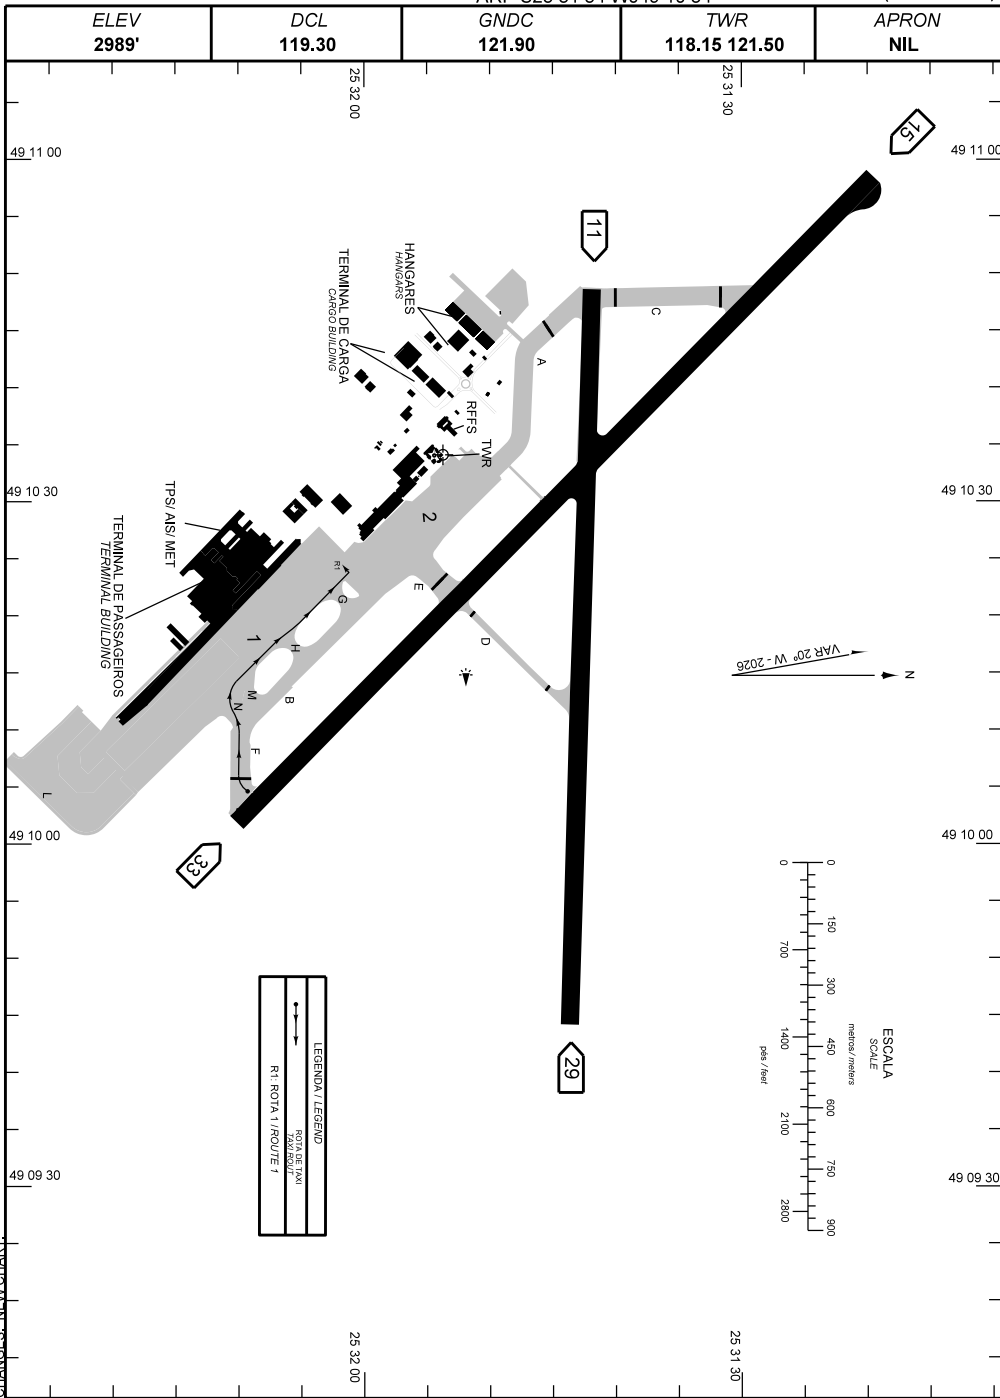 ELEV
2989'
DCL
119.30
GNDC
121.90
TWR
118.15 121.50
APRON
NIL
25 32 00
25 31 30
49 11 00
49 11 00
15
11
HANGARES
HANGARS
TERMINAL DE CARGA
CARGO BUILDING
C
A
RFFS
TWR
49 10 30
49 10 30
TPS/ AIS/ MET
TERMINAL DE PASSAGEIROS
TERMINAL BUILDING
2
R1
E
G
D
1
H
M
B
N
F
L
VAR 20° W - 2026
N
49 10 00
49 10 00
33
29
ESCALA
SCALE
metros/ meters
0 150 300 450 600 750 900
pés / feet
0 700 1400 2100 2800
LEGENDA / LEGEND
ROTA DE TAXI
TAXI ROUT
R1: ROTA 1 / ROUTE 1
49 09 30
49 09 30
25 32 00
25 31 30